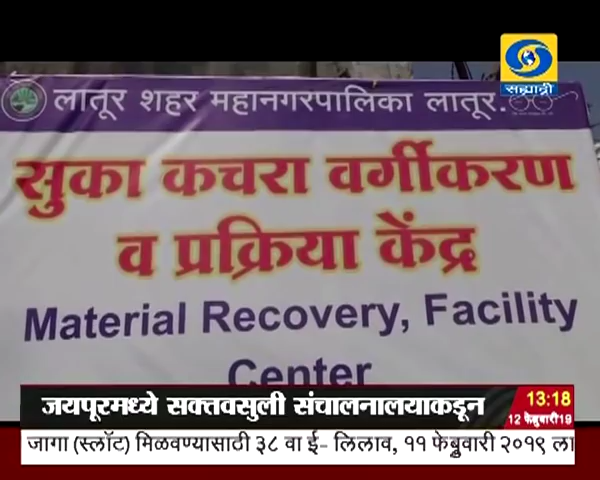 सह्याद्री
लातूर शहर महानगरपालिका लातूर.
सुका कचरा वर्गीकरण
व प्रक्रिया केंद्र
Material Recovery, Facility
Center
जयपूरमध्ये सक्तवसुली संचालनालयाकडून
13:18
12 फेब्रुवारी19
जागा (स्लॉट) मिळवण्यासाठी ३८ वा ई- लिलाव, ११ फेब्रुवारी २०१९ ला